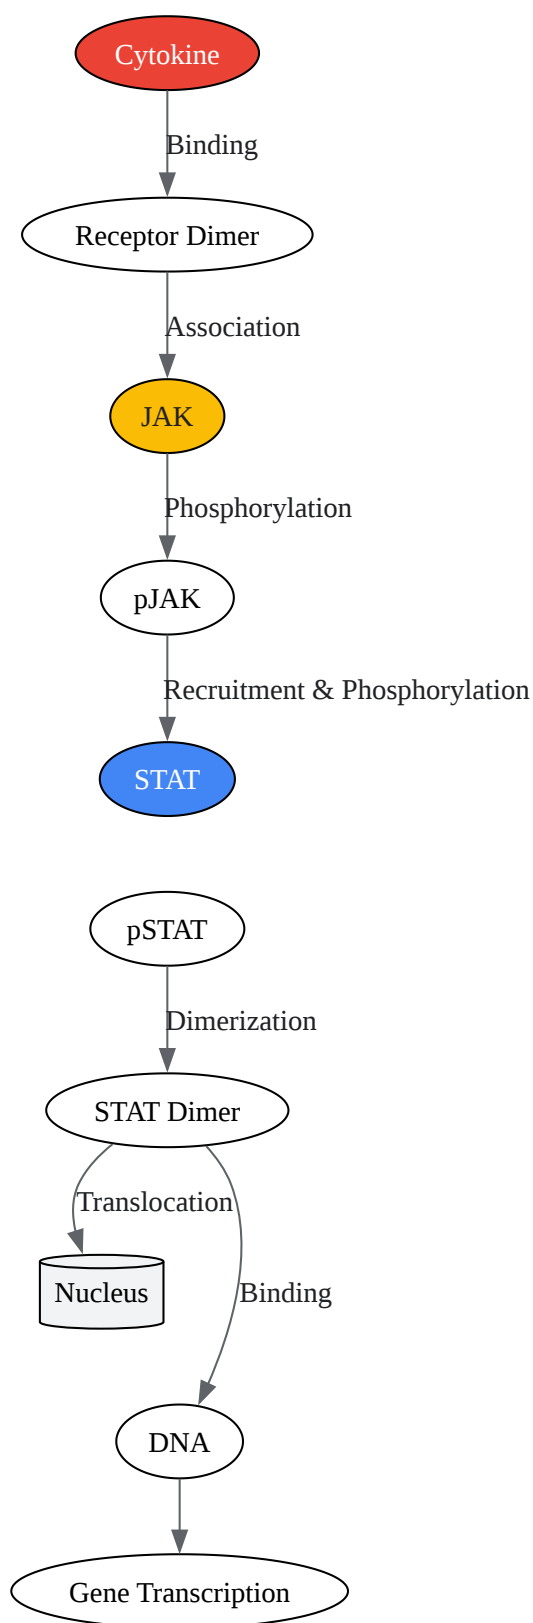 Cytokine
Binding
Receptor Dimer
Association
JAK
Phosphorylation
pJAK
Recruitment & Phosphorylation
STAT
pSTAT
Dimerization
STAT Dimer
Translocation
Nucleus
Binding
DNA
Gene Transcription